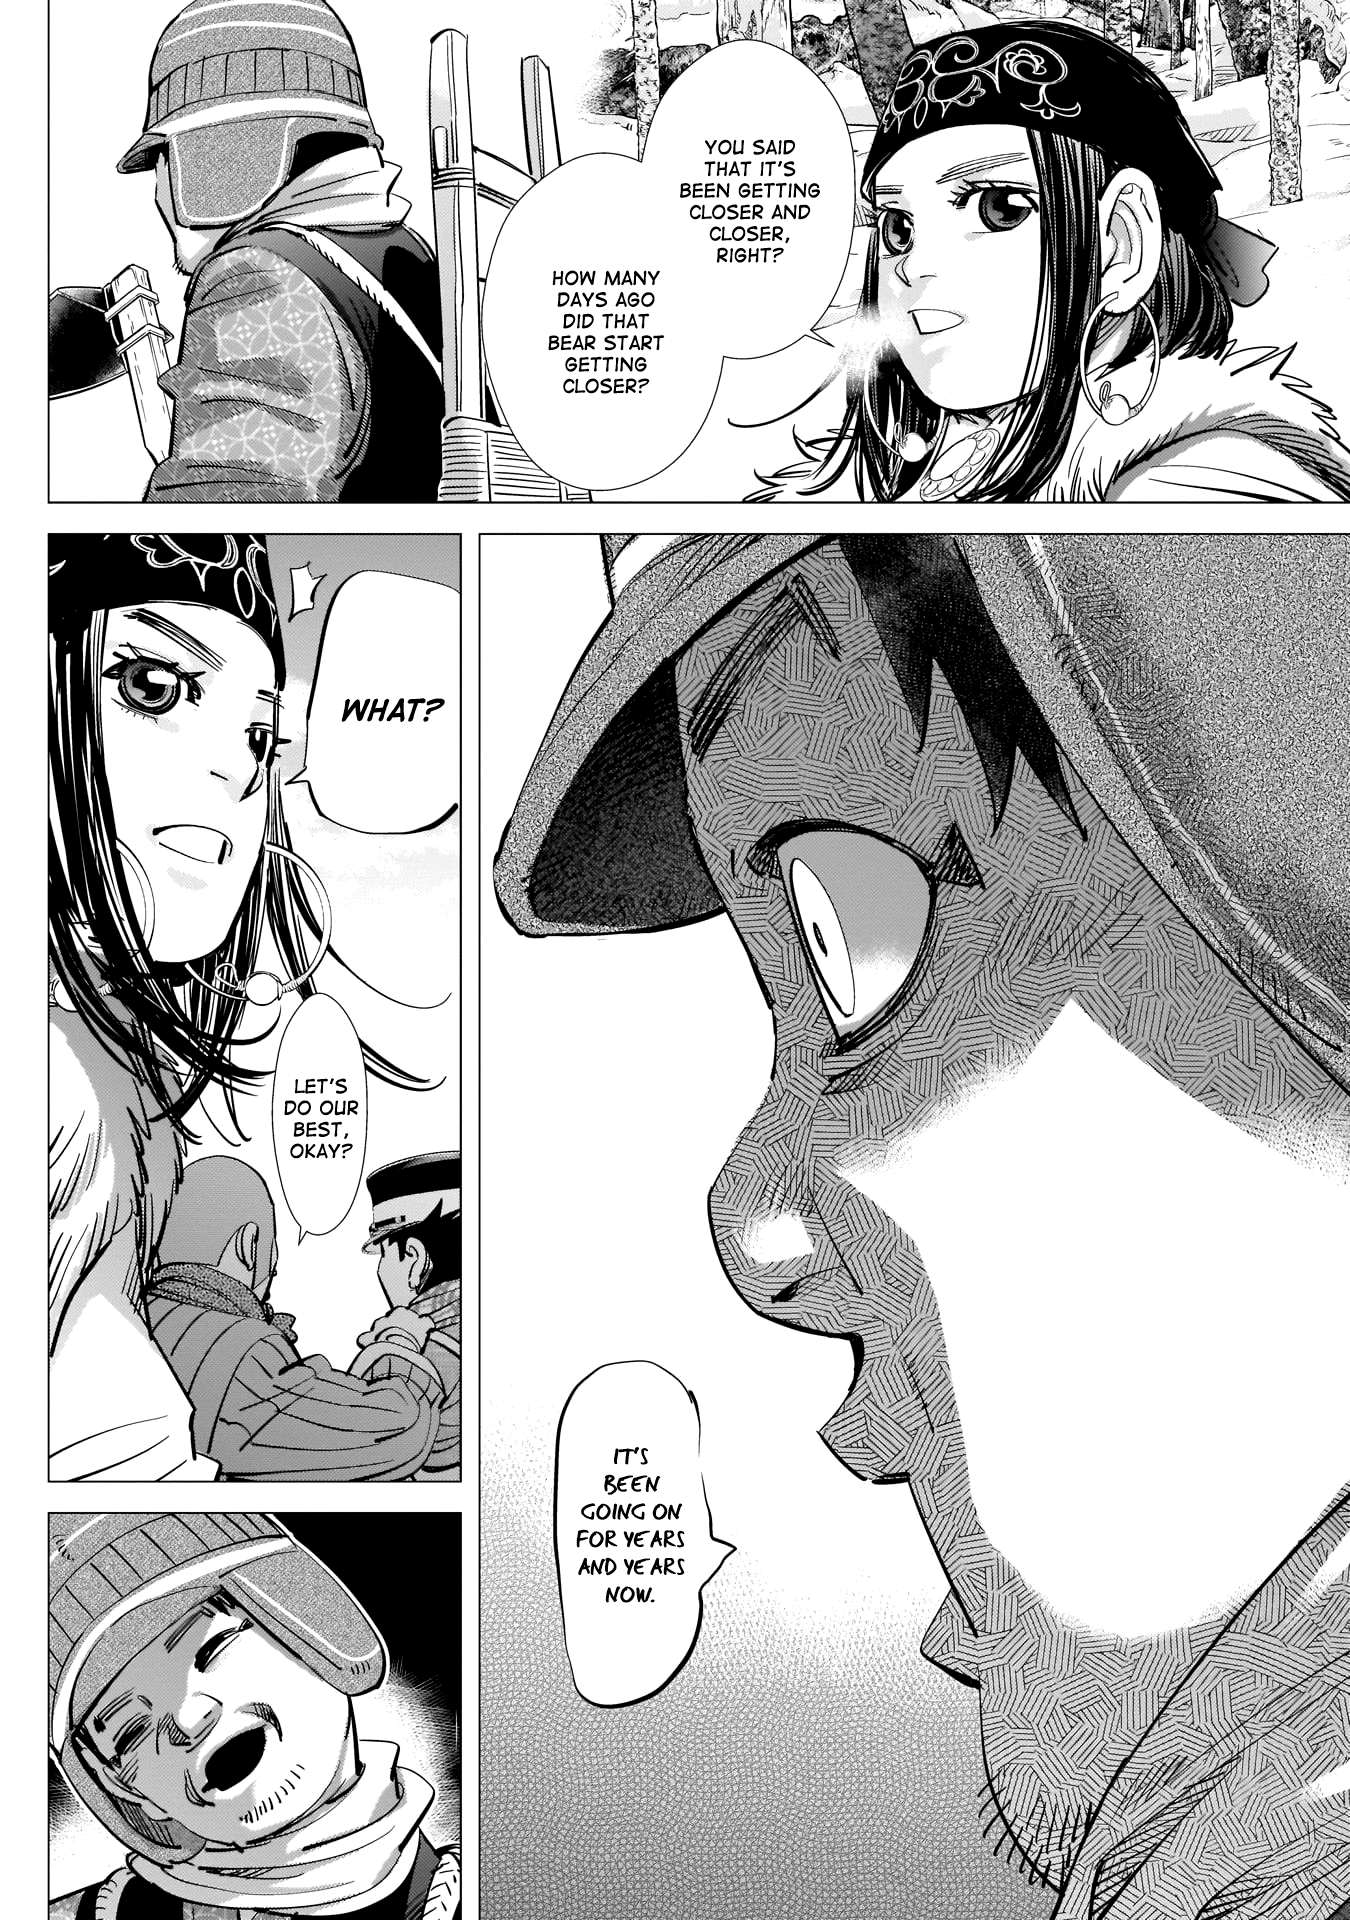 YOU SAID
THAT IT'S
BEEN GETTING
CLOSER AND
CLOSER,
RIGHT?
HOW MANY
DAYS AGO
DID THAT
BEAR START
GETTING
CLOSER?
IT'S
BEEN
GOING ON
FOR YEARS
AND YEARS
NOW.
WHAT?
LET'S
DO OUR
BEST,
OKAY?